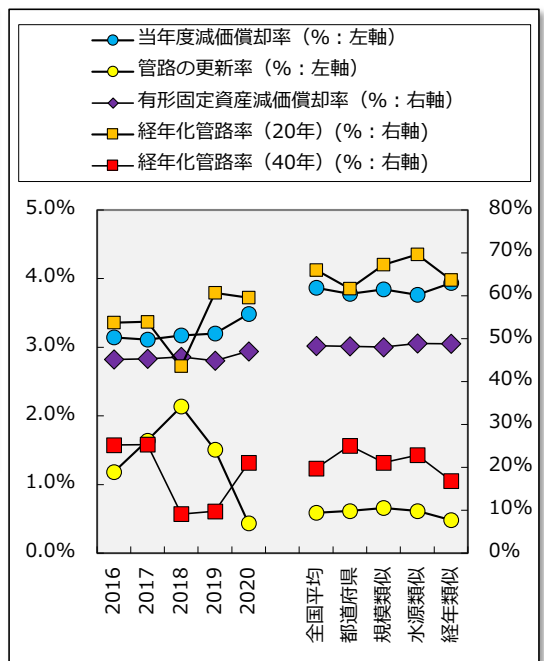 当年度減価償却率（%：左軸）
管路の更新率（%：左軸）
有形固定資産減価償却率（%：右軸）
経年化管路率（20年）(%：右軸)
経年化管路率（40年）(%：右軸)
5.0%
4.0%
3.0%
2.0%
1.0%
0.0%
80%
70%
60%
50%
40%
30%
20%
10%
0%
2016
2017
2018
2019
2020
全国平均
都道府県
規模類似
水源類似
経年類似